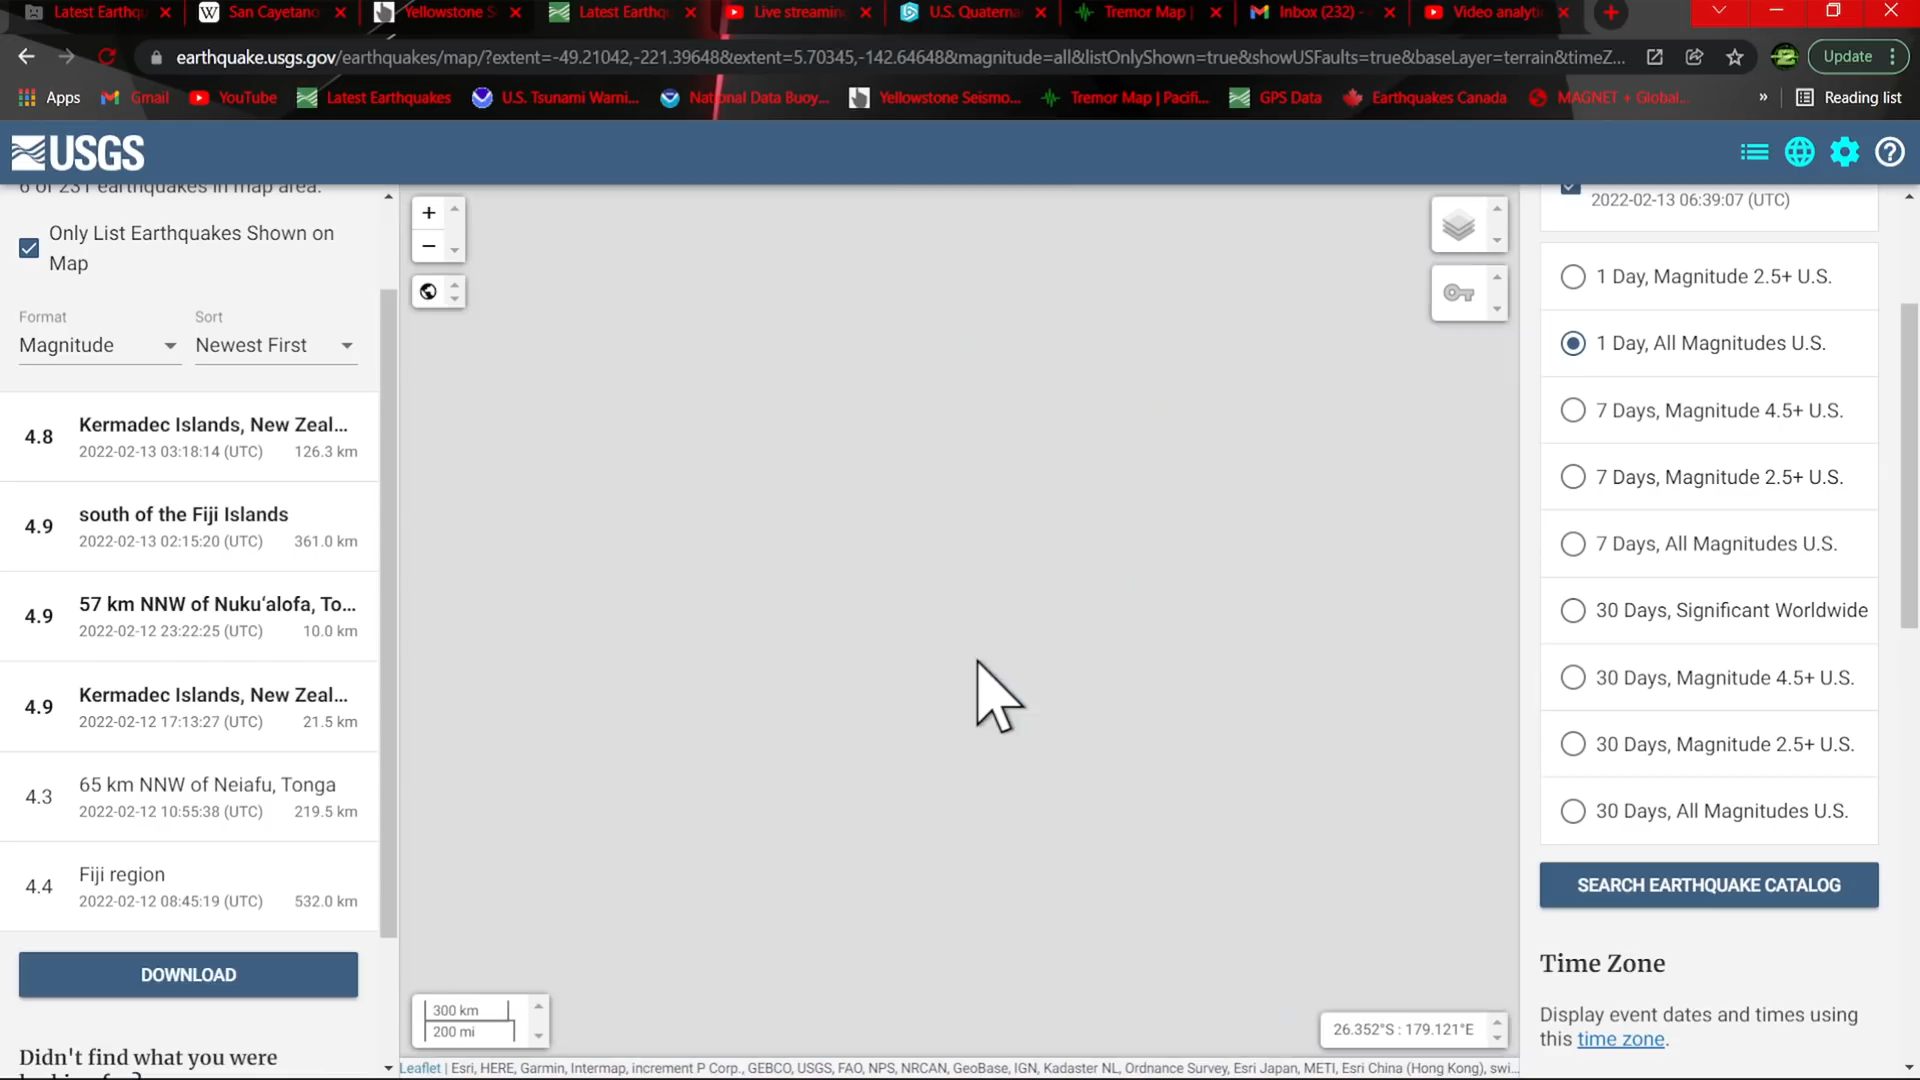 Latest Earthqu
San Cayetano
Yellowstone S
Latest Earthqu
Live streamin
U.S. Quaterna
Tremor Map |
Inbox (232) -
Video analyti
earthquake.usgs.gov/earthquakes/map/?extent=-49.21042,-221.39648&extent=5.70345,-142.64648&magnitude=all&listOnlyShown=true&showUSFaults=true&baseLayer=terrain&timeZ...
Update
Apps
Gmail
YouTube
Latest Earthquakes
U.S. Tsunami Warni...
National Data Buoy...
Yellowstone Seismo...
Tremor Map | Pacifi...
GPS Data
Earthquakes Canada
MAGNET + Global...
»
Reading list
USGS
6 of 231 earthquakes in map area.
Only List Earthquakes Shown on
Map
Format
Sort
Magnitude
Newest First
4.8
Kermadec Islands, New Zeal...
2022-02-13 03:18:14 (UTC) 126.3 km
4.9
south of the Fiji Islands
2022-02-13 02:15:20 (UTC) 361.0 km
4.9
57 km NNW of Nuku‘alofa, To...
2022-02-12 23:22:25 (UTC) 10.0 km
4.9
Kermadec Islands, New Zeal...
2022-02-12 17:13:27 (UTC) 21.5 km
4.3
65 km NNW of Neiafu, Tonga
2022-02-12 10:55:38 (UTC) 219.5 km
4.4
Fiji region
2022-02-12 08:45:19 (UTC) 532.0 km
DOWNLOAD
Didn't find what you were
+
−
300 km
200 mi
26.352°S : 179.121°E
Leaflet | Esri, HERE, Garmin, Intermap, increment P Corp., GEBCO, USGS, FAO, NPS, NRCAN, GeoBase, IGN, Kadaster NL, Ordnance Survey, Esri Japan, METI, Esri China (Hong Kong), swi...
2022-02-13 06:39:07 (UTC)
1 Day, Magnitude 2.5+ U.S.
1 Day, All Magnitudes U.S.
7 Days, Magnitude 4.5+ U.S.
7 Days, Magnitude 2.5+ U.S.
7 Days, All Magnitudes U.S.
30 Days, Significant Worldwide
30 Days, Magnitude 4.5+ U.S.
30 Days, Magnitude 2.5+ U.S.
30 Days, All Magnitudes U.S.
SEARCH EARTHQUAKE CATALOG
Time Zone
Display event dates and times using
this time zone.